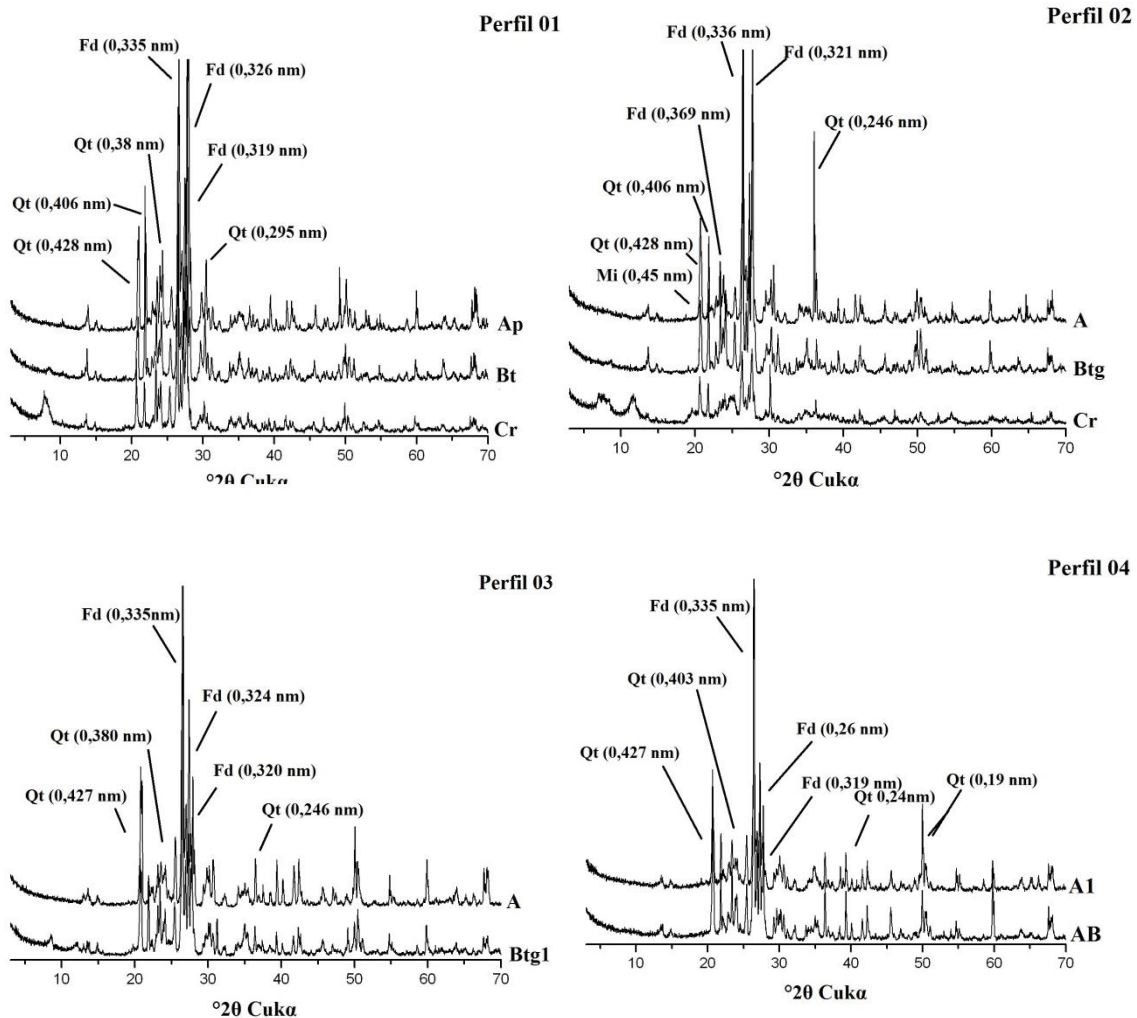 Perfil 01
Fd (0,335 nm)
Fd (0,326 nm)
Qt (0,38 nm)
Fd (0,319 nm)
Qt (0,406 nm)
Qt (0,295 nm)
Qt (0,428 nm)
Ap
Bt
Cr
10 20 30 40 50 60 70
°2θ Cukα
Perfil 02
Fd (0,336 nm)
Fd (0,321 nm)
Fd (0,369 nm)
Qt (0,246 nm)
Qt (0,406 nm)
Qt (0,428 nm)
Mi (0,45 nm)
A
Btg
Cr
10 20 30 40 50 60 70
°2θ Cukα
Perfil 03
Fd (0,335nm)
Fd (0,324 nm)
Qt (0,380 nm)
Fd (0,320 nm)
Qt (0,427 nm)
Qt (0,246 nm)
A
Btg1
10 20 30 40 50 60 70
°2θ Cukα
Perfil 04
Fd (0,335 nm)
Qt (0,403 nm)
Fd (0,26 nm)
Qt (0,427 nm)
Fd (0,319 nm)
Qt (0,19 nm)
Qt 0,24nm)
A1
AB
10 20 30 40 50 60 70
°2θ Cukα